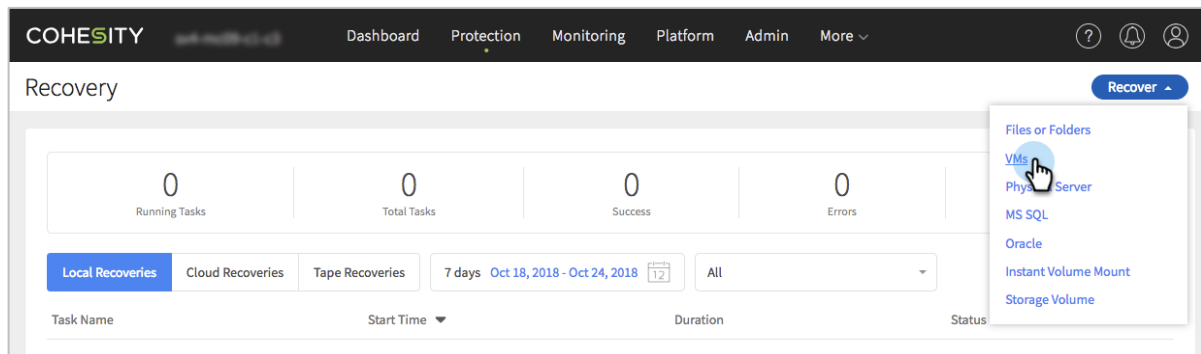 COHESITY Dashboard Protection Monitoring Platform Admin More ?
Recovery Recover
Files or Folders
VMs
Physical Server
MS SQL
Oracle
Instant Volume Mount
Storage Volume
0 0 0 0
Running Tasks Total Tasks Success Errors
Local Recoveries Cloud Recoveries Tape Recoveries 7 days Oct 18, 2018 - Oct 24, 2018 12 All
Task Name Start Time Duration Status